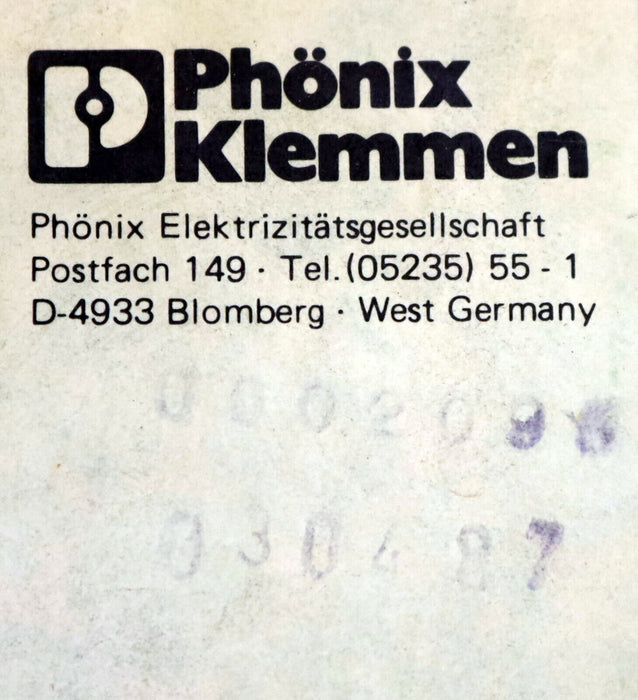 Phönix
Klemmen
Phönix Elektrizitätsgesellschaft
Postfach 149 · Tel. (05235) 55 - 1
D-4933 Blomberg · West Germany